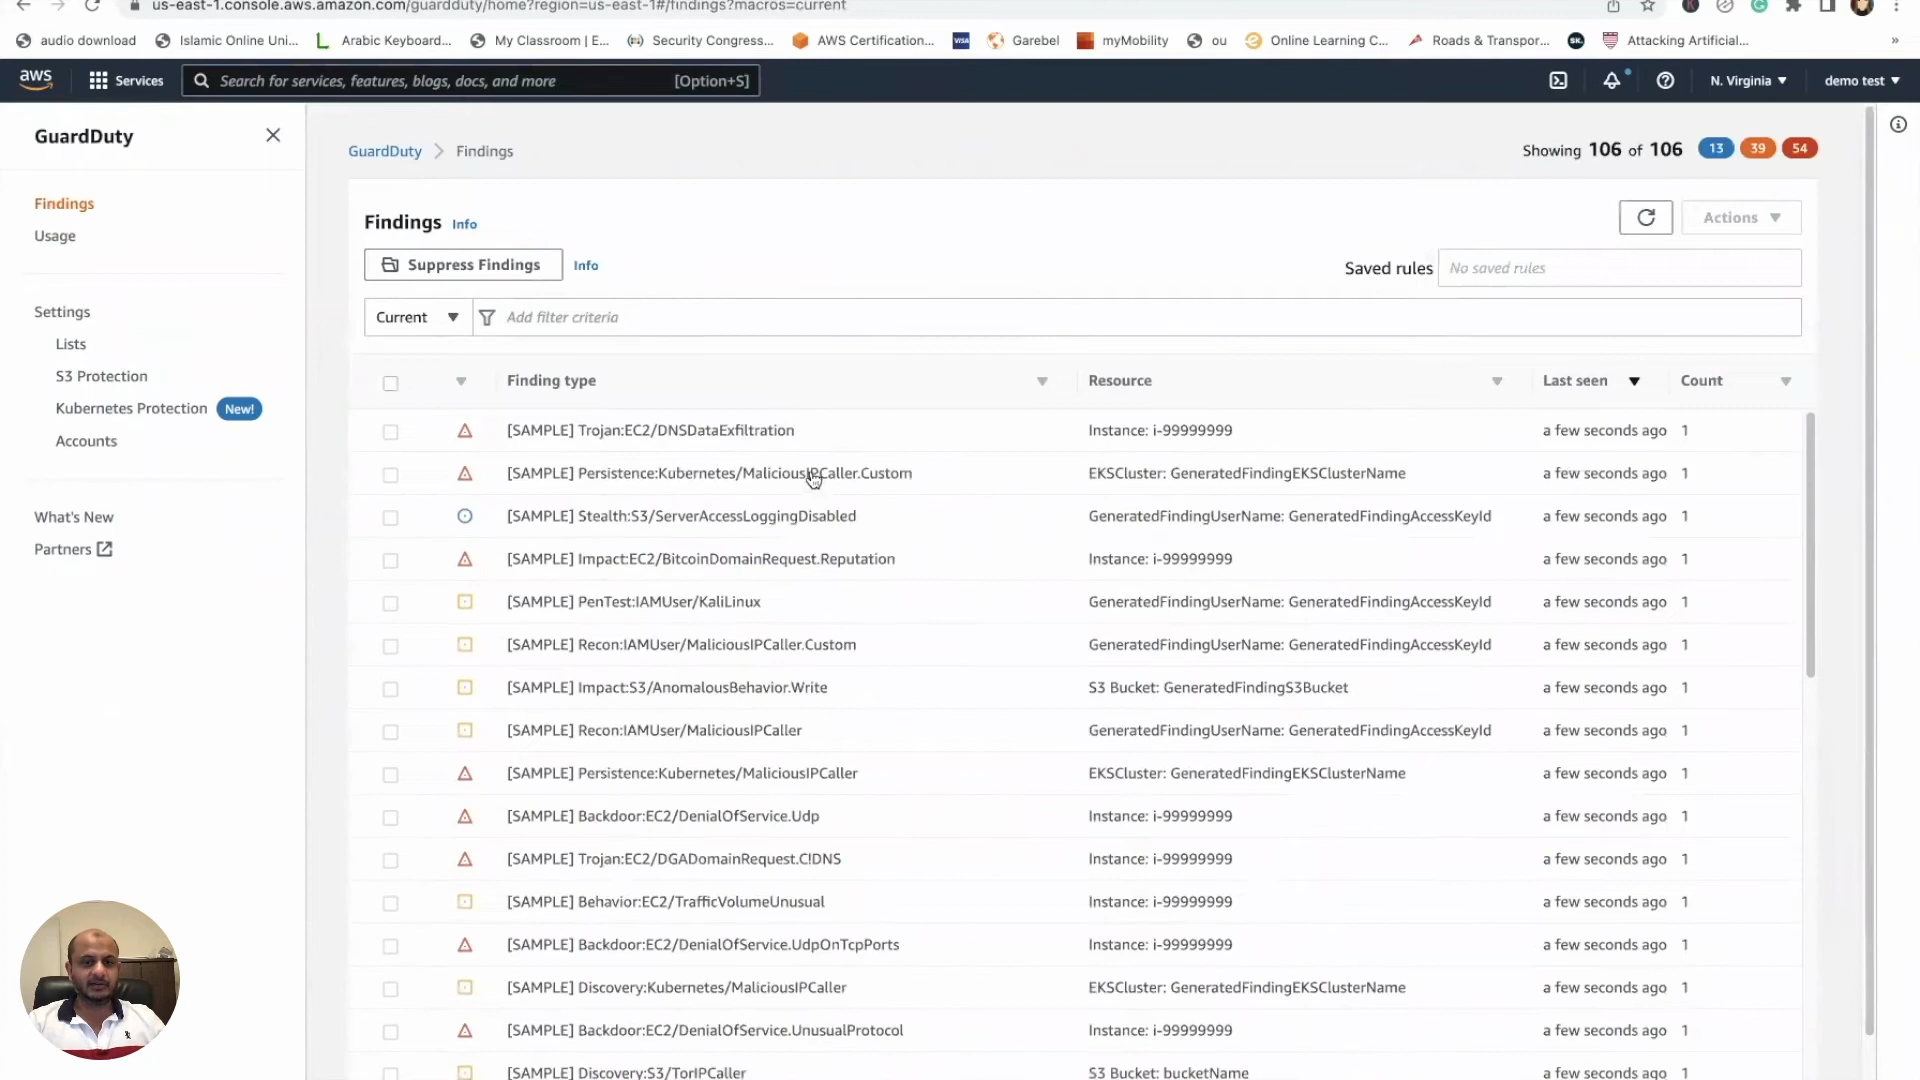 us-east-1.console.aws.amazon.com/guardduty/home?region=us-east-1#/findings?macros=current
audio download Islamic Online Uni... Arabic Keyboard... My Classroom | E... Security Congress... AWS Certification... VISA Garebel myMobility ou Online Learning C... Roads & Transpor... Attacking Artificial... »
aws Services Search for services, features, blogs, docs, and more [Option+S] N. Virginia demo test
GuardDuty
Findings
Usage
Settings
Lists
S3 Protection
Kubernetes Protection New!
Accounts
What's New
Partners
GuardDuty Findings
Showing 106 of 106 13 39 54
Findings Info
Actions
Suppress Findings Info
Saved rules No saved rules
Current Add filter criteria
Finding type Resource Last seen Count
[SAMPLE] Trojan:EC2/DNSDataExfiltration Instance: i-99999999 a few seconds ago 1
[SAMPLE] Persistence:Kubernetes/MaliciousIPCaller.Custom EKSCluster: GeneratedFindingEKSClusterName a few seconds ago 1
[SAMPLE] Stealth:S3/ServerAccessLoggingDisabled GeneratedFindingUserName: GeneratedFindingAccessKeyId a few seconds ago 1
[SAMPLE] Impact:EC2/BitcoinDomainRequest.Reputation Instance: i-99999999 a few seconds ago 1
[SAMPLE] PenTest:IAMUser/KaliLinux GeneratedFindingUserName: GeneratedFindingAccessKeyId a few seconds ago 1
[SAMPLE] Recon:IAMUser/MaliciousIPCaller.Custom GeneratedFindingUserName: GeneratedFindingAccessKeyId a few seconds ago 1
[SAMPLE] Impact:S3/AnomalousBehavior.Write S3 Bucket: GeneratedFindingS3Bucket a few seconds ago 1
[SAMPLE] Recon:IAMUser/MaliciousIPCaller GeneratedFindingUserName: GeneratedFindingAccessKeyId a few seconds ago 1
[SAMPLE] Persistence:Kubernetes/MaliciousIPCaller EKSCluster: GeneratedFindingEKSClusterName a few seconds ago 1
[SAMPLE] Backdoor:EC2/DenialOfService.Udp Instance: i-99999999 a few seconds ago 1
[SAMPLE] Trojan:EC2/DGADomainRequest.C!DNS Instance: i-99999999 a few seconds ago 1
[SAMPLE] Behavior:EC2/TrafficVolumeUnusual Instance: i-99999999 a few seconds ago 1
[SAMPLE] Backdoor:EC2/DenialOfService.UdpOnTcpPorts Instance: i-99999999 a few seconds ago 1
[SAMPLE] Discovery:Kubernetes/MaliciousIPCaller EKSCluster: GeneratedFindingEKSClusterName a few seconds ago 1
[SAMPLE] Backdoor:EC2/DenialOfService.UnusualProtocol Instance: i-99999999 a few seconds ago 1
[SAMPLE] Discovery:S3/TorIPCaller S3 Bucket: bucketName a few seconds ago 1